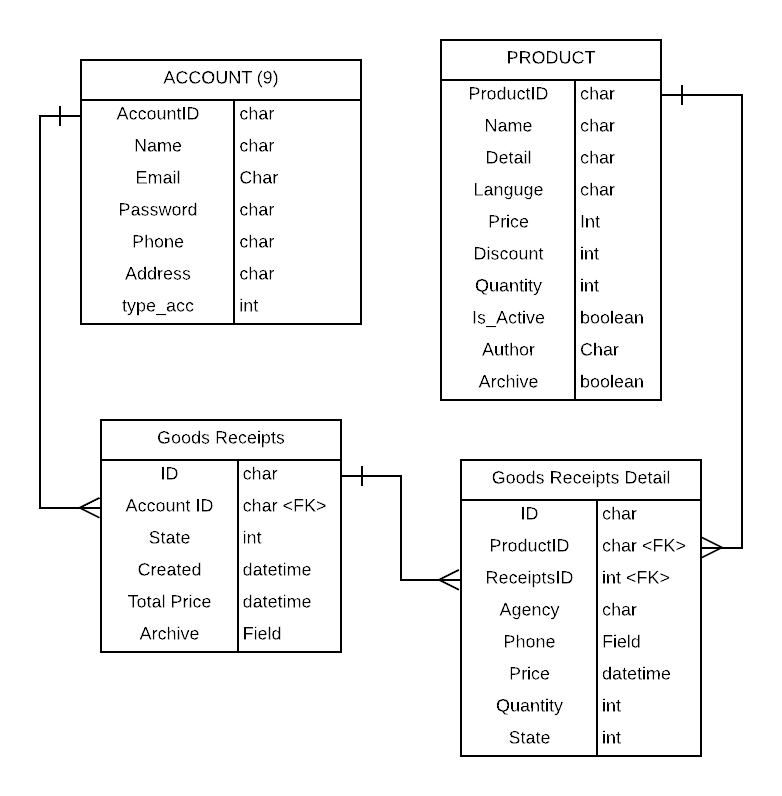 ACCOUNT (9)
AccountID char
Name char
Email Char
Password char
Phone char
Address char
type_acc int
PRODUCT
ProductID char
Name char
Detail char
Languge char
Price Int
Discount int
Quantity int
Is_Active boolean
Author Char
Archive boolean
Goods Receipts
ID char
Account ID char <FK>
State int
Created datetime
Total Price datetime
Archive Field
Goods Receipts Detail
ID char
ProductID char <FK>
ReceiptsID int <FK>
Agency char
Phone Field
Price datetime
Quantity int
State int